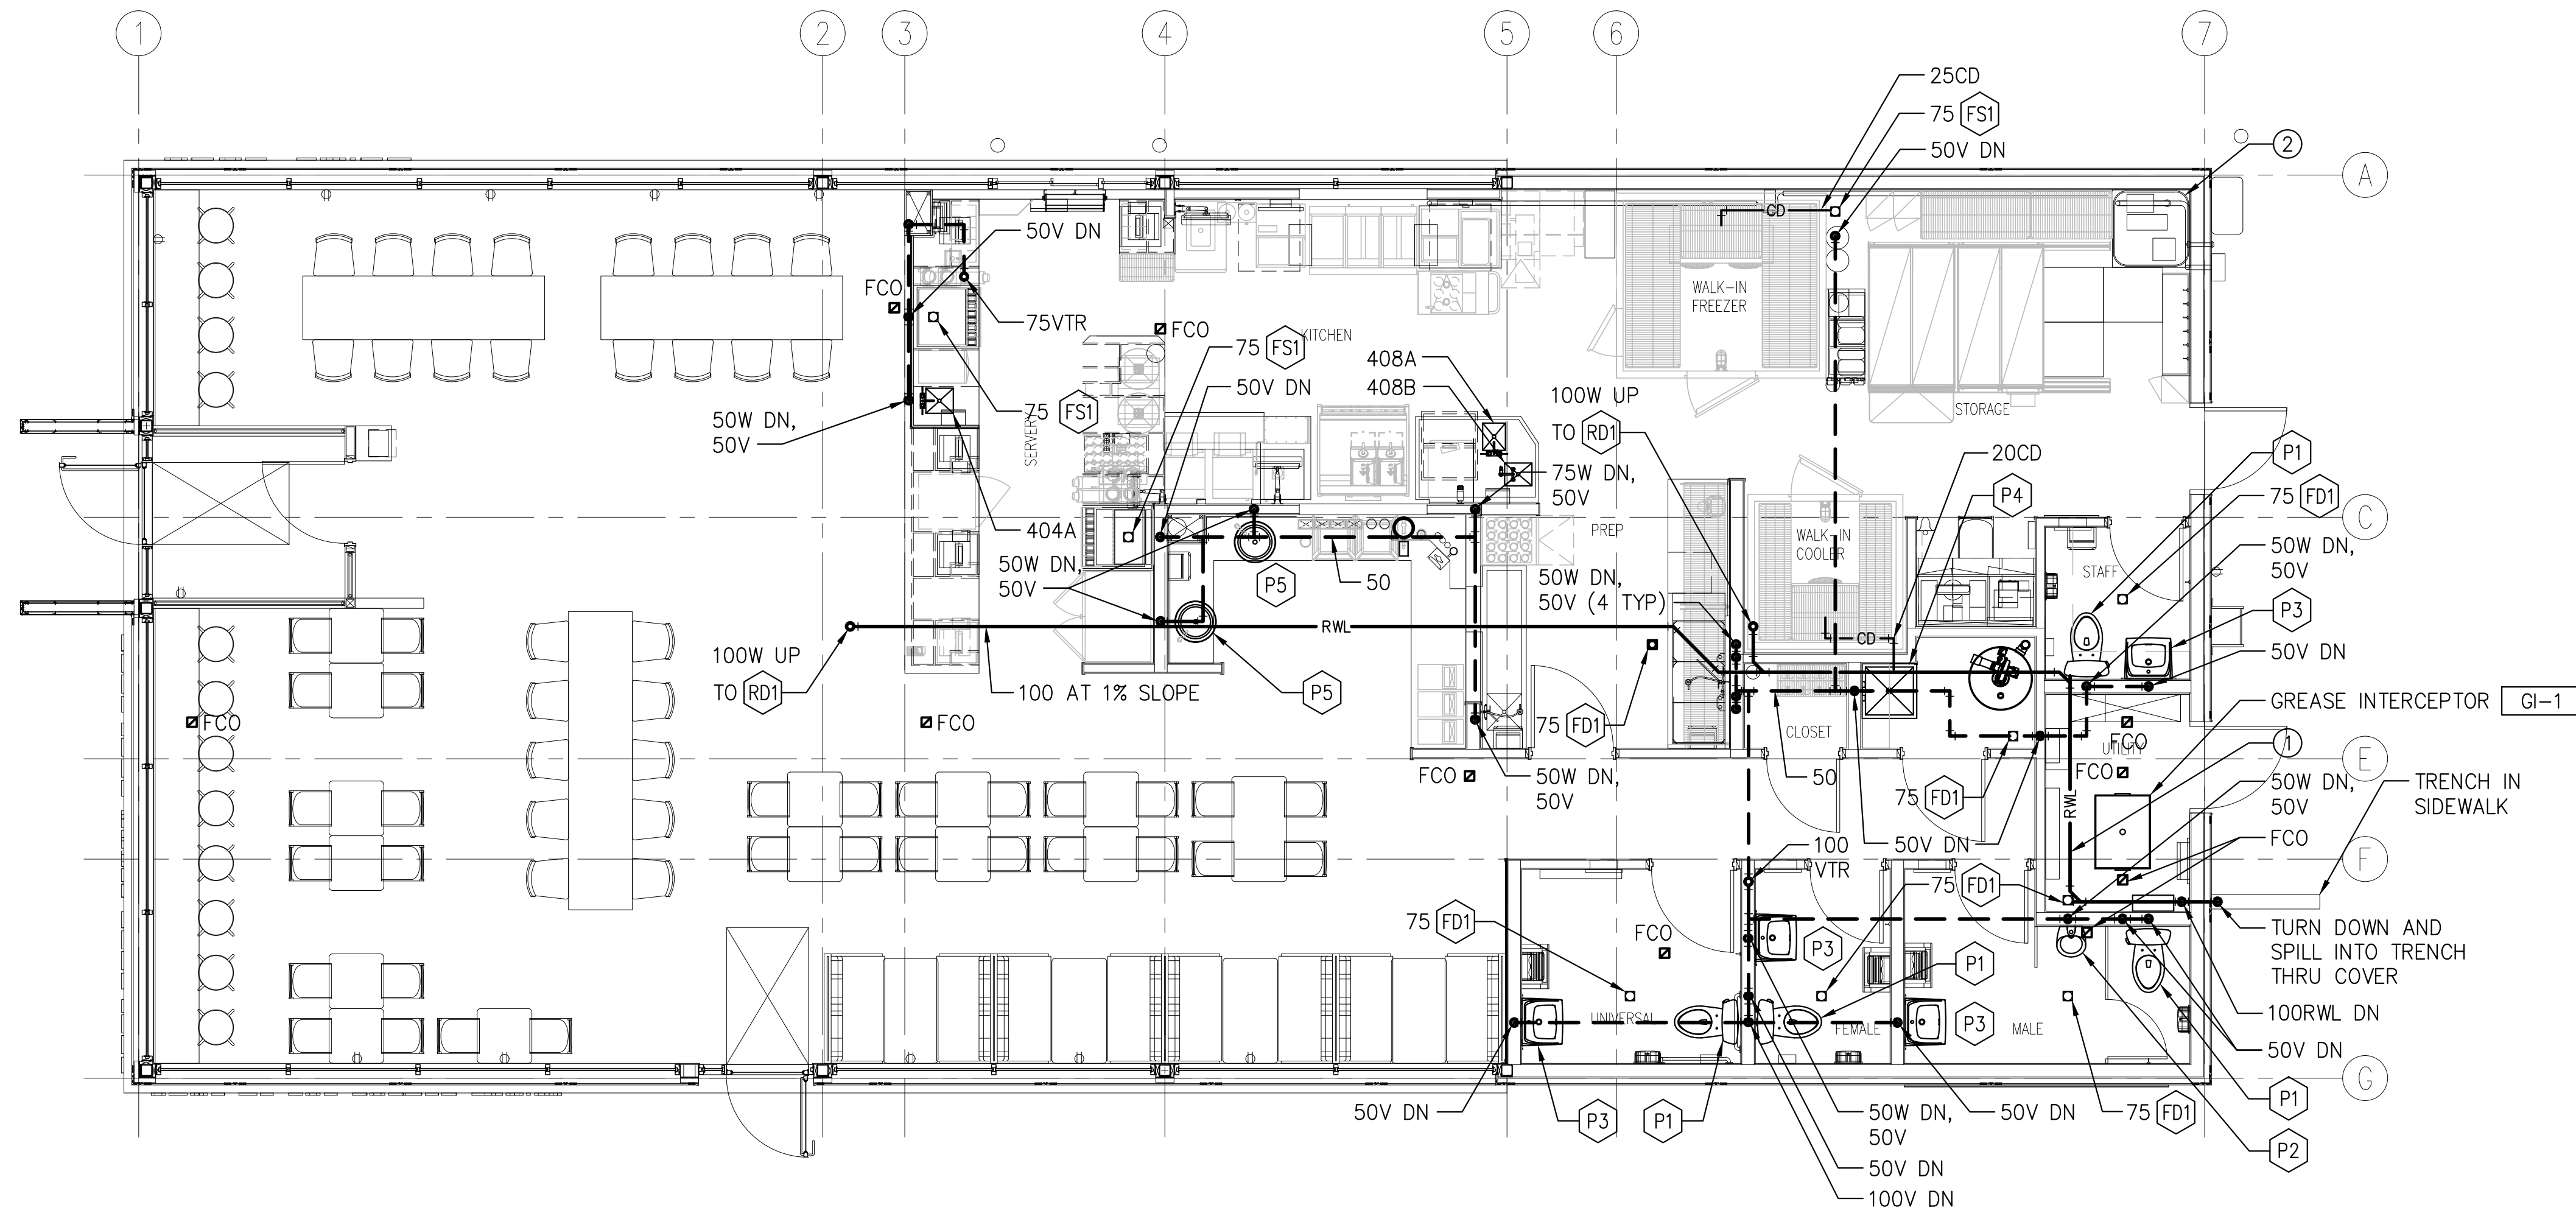 1
2
3
4
5
6
7
25CD
75 FS1
50V DN
2
A
CD
50V DN
FCO
75VTR
FCO
KITCHEN
WALK-IN
FREEZER
75 FS1
408A
50V DN
408B
50W DN,
50V
75 FS1
SERVERY
100W UP
TO RD1
STORAGE
20CD
P1
75W DN,
50V
P4
75 FD1
404A
C
PREP
WALK-IN
COOLER
50W DN,
50V
STAFF
50W DN,
50V
P5
50
50W DN,
50V (4 TYP)
P3
RWL
CD
50V DN
100W UP
TO RD1
100 AT 1% SLOPE
P5
GREASE INTERCEPTOR GI-1
FCO
FCO
75 FD1
CLOSET
FCO
UTILITY
1
E
FCO
50W DN,
50V
50
FCO
75 FD1
50W DN,
50V
TRENCH IN
SIDEWALK
RWL
FCO
50V DN
100
VTR
F
75 FD1
75 FD1
FCO
P3
P1
TURN DOWN AND
SPILL INTO TRENCH
THRU COVER
100RWL DN
UNIVERSAL
FEMALE
P3
MALE
50V DN
G
50V DN
P3
P1
50W DN,
50V
50V DN
75 FD1
P1
P2
50V DN
100V DN